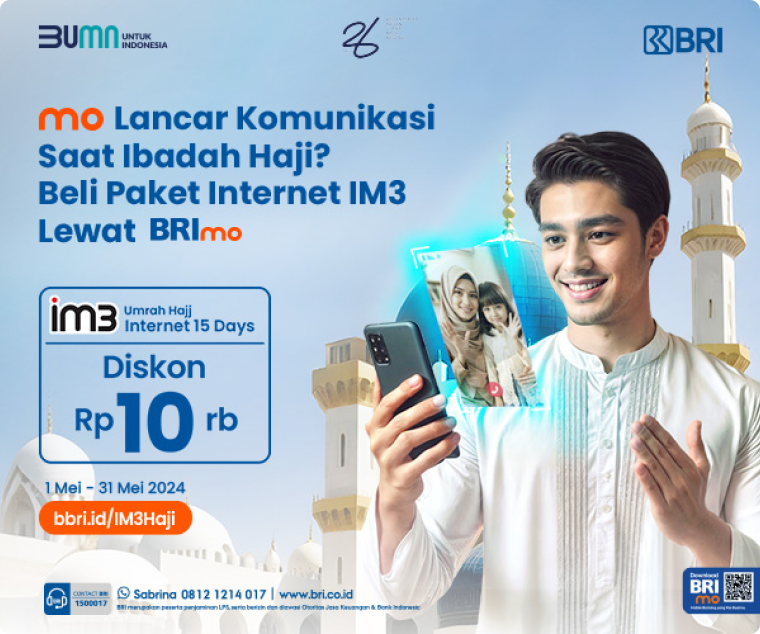 BUMN UNTUK
INDONESIA
26
BRI
mo Lancar Komunikasi
Saat Ibadah Haji?
Beli Paket Internet IM3
Lewat BRImo
im3 Umrah Hajj
Internet 15 Days
Diskon
Rp 10 rb
1 Mei - 31 Mei 2024
bbri.id/IM3Haji
CONTACT BRI
1500017
Sabrina 0812 1214 017 | www.bri.co.id
BRI merupakan peserta penjaminan LPS, serta berizin dan diawasi Otoritas Jasa Keuangan & Bank Indonesia
Download
BRI
mo